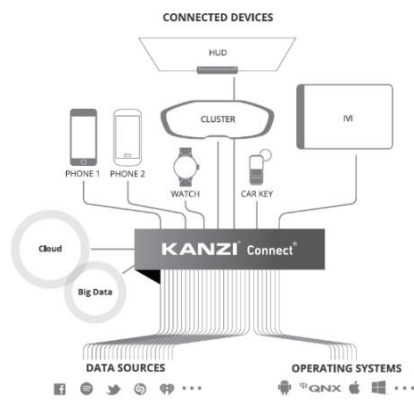 CONNECTED DEVICES
HUD
CLUSTER
IVI
PHONE 1
PHONE 2
WATCH
CAR KEY
Cloud
KANZI® Connect®
Big Data
DATA SOURCES
OPERATING SYSTEMS
QNX